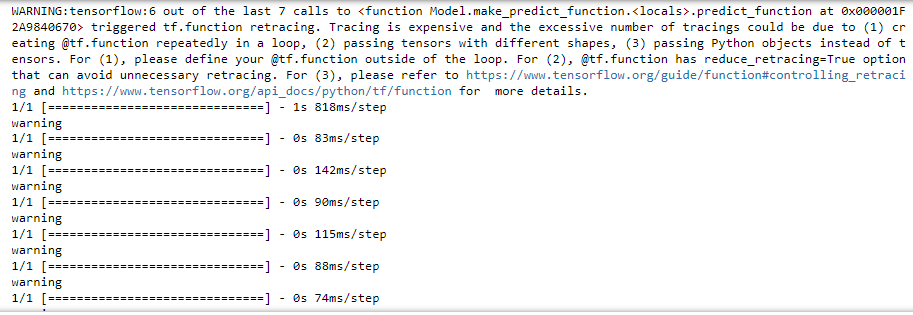 WARNING:tensorflow:6 out of the last 7 calls to <function Model.make_predict_function.<locals>.predict_function at 0x000001F
2A9840670> triggered tf.function retracing. Tracing is expensive and the excessive number of tracings could be due to (1) cr
eating @tf.function repeatedly in a loop, (2) passing tensors with different shapes, (3) passing Python objects instead of t
ensors. For (1), please define your @tf.function outside of the loop. For (2), @tf.function has reduce_retracing=True option
that can avoid unnecessary retracing. For (3), please refer to https://www.tensorflow.org/guide/function#controlling_retraci
ng and https://www.tensorflow.org/api_docs/python/tf/function for  more details.
1/1 [==============================] - 1s 818ms/step
warning
1/1 [==============================] - 0s 83ms/step
warning
1/1 [==============================] - 0s 142ms/step
warning
1/1 [==============================] - 0s 90ms/step
warning
1/1 [==============================] - 0s 115ms/step
warning
1/1 [==============================] - 0s 88ms/step
warning
1/1 [==============================] - 0s 74ms/step